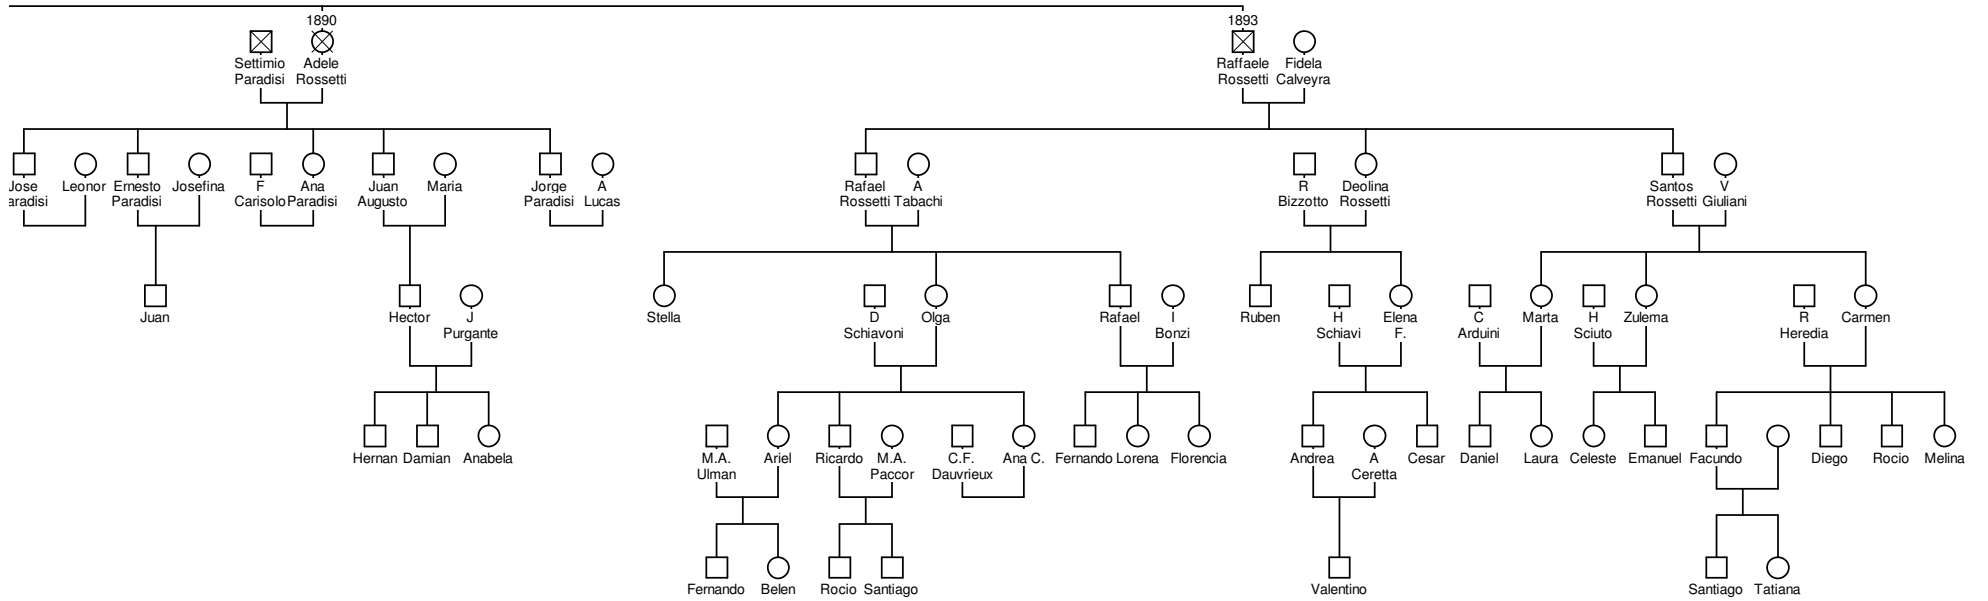 1890
1893
Settimio Paradisi
Adele Rossetti
Raffaele Rossetti
Fidela Calveyra
Jose aradisi
Leonor
Ernesto Paradisi
Josefina
F Carisolo
Ana Paradisi
Juan Augusto
Maria
Jorge Paradisi
A Lucas
Rafael Rossetti
A Tabachi
R Bizzotto
Deolina Rossetti
Santos Rossetti
V Giuliani
Juan
Hector
J Purgante
Stella
D Schiavoni
Olga
Rafael
I Bonzi
Ruben
H Schiavi
Elena F.
C Arduini
Marta
H Sciuto
Zulema
R Heredia
Carmen
Hernan
Damian
Anabela
M.A. Ulman
Ariel
Ricardo
M.A. Paccor
C.F. Dauvrieux
Ana C.
Fernando
Lorena
Florencia
Andrea
A Ceretta
Cesar
Daniel
Laura
Celeste
Emanuel
Facundo
Diego
Rocio
Melina
Fernando
Belen
Rocio
Santiago
Valentino
Santiago
Tatiana